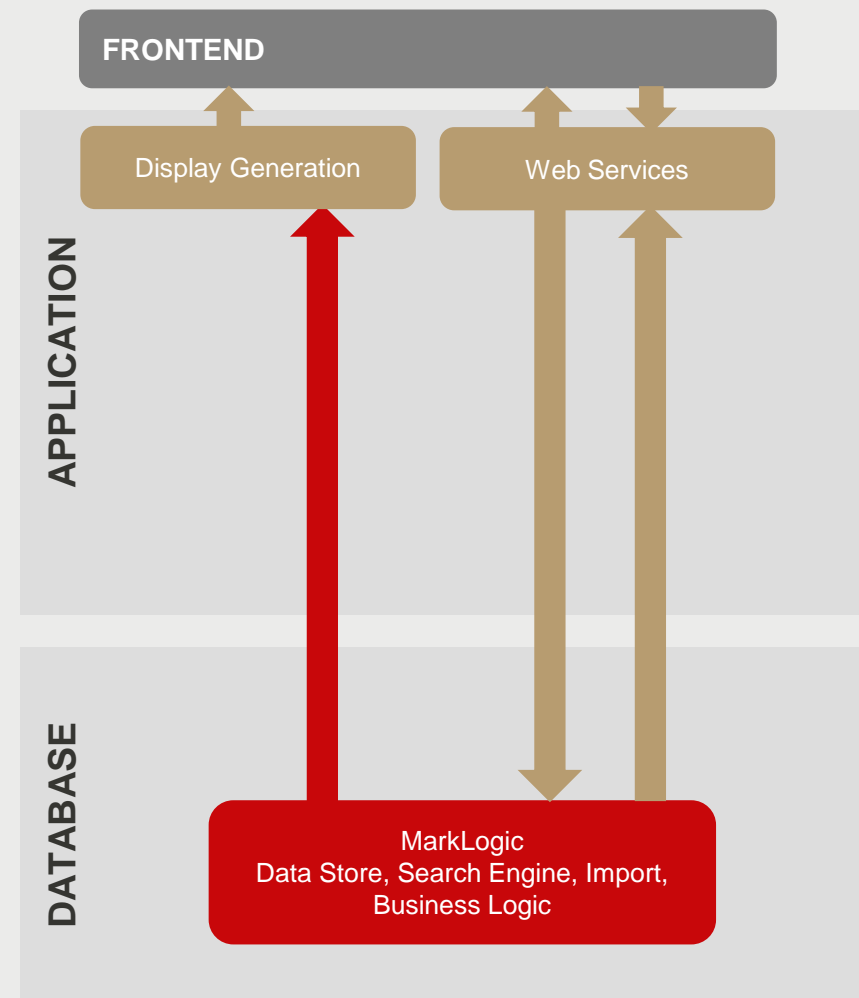 FRONTEND
Display Generation
Web Services
APPLICATION
DATABASE
MarkLogic
Data Store, Search Engine, Import,
Business Logic